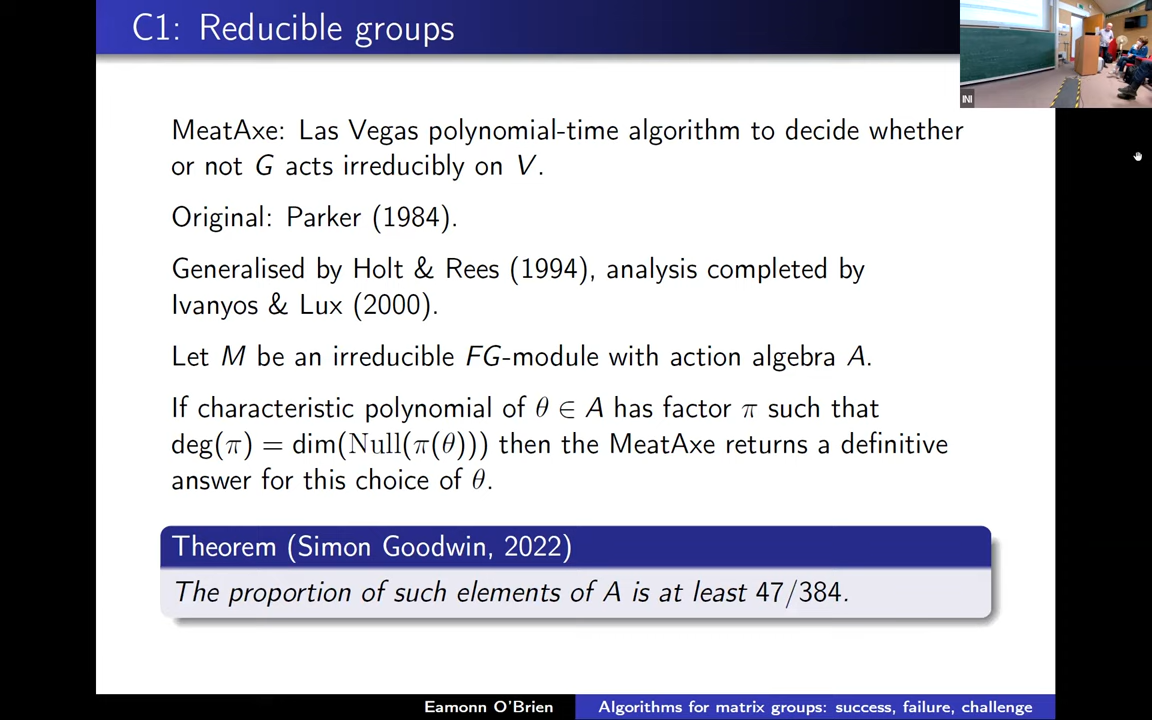 C1: Reducible groups
INI
MeatAxe: Las Vegas polynomial-time algorithm to decide whether
or not G acts irreducibly on V.
Original: Parker (1984).
Generalised by Holt & Rees (1994), analysis completed by
Ivanyos & Lux (2000).
Let M be an irreducible FG-module with action algebra A.
If characteristic polynomial of θ ∈ A has factor π such that
deg(π) = dim(Null(π(θ))) then the MeatAxe returns a definitive
answer for this choice of θ.
Theorem (Simon Goodwin, 2022)
The proportion of such elements of A is at least 47/384.
Eamonn O'Brien Algorithms for matrix groups: success, failure, challenge